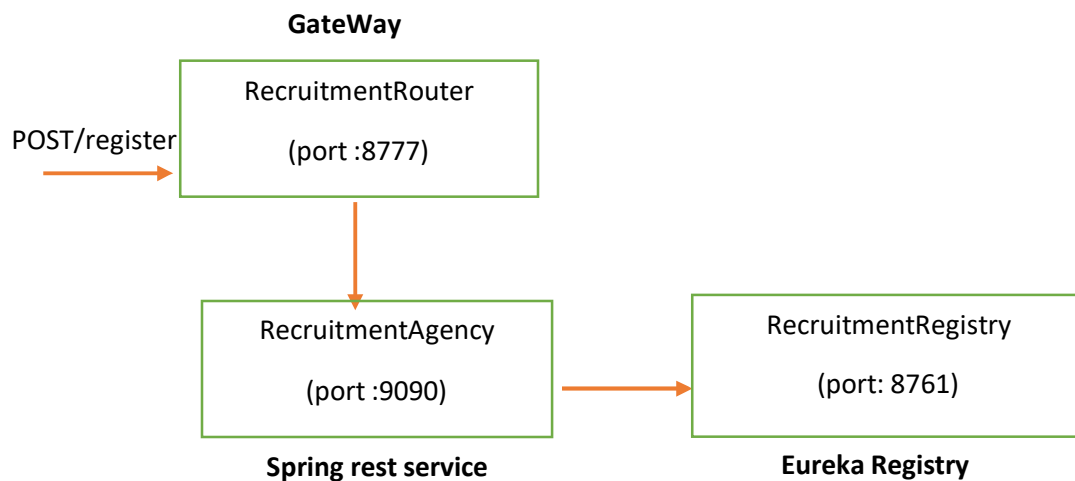 GateWay
RecruitmentRouter
(port :8777)
POST/register
RecruitmentAgency
(port :9090)
Spring rest service
RecruitmentRegistry
(port: 8761)
Eureka Registry